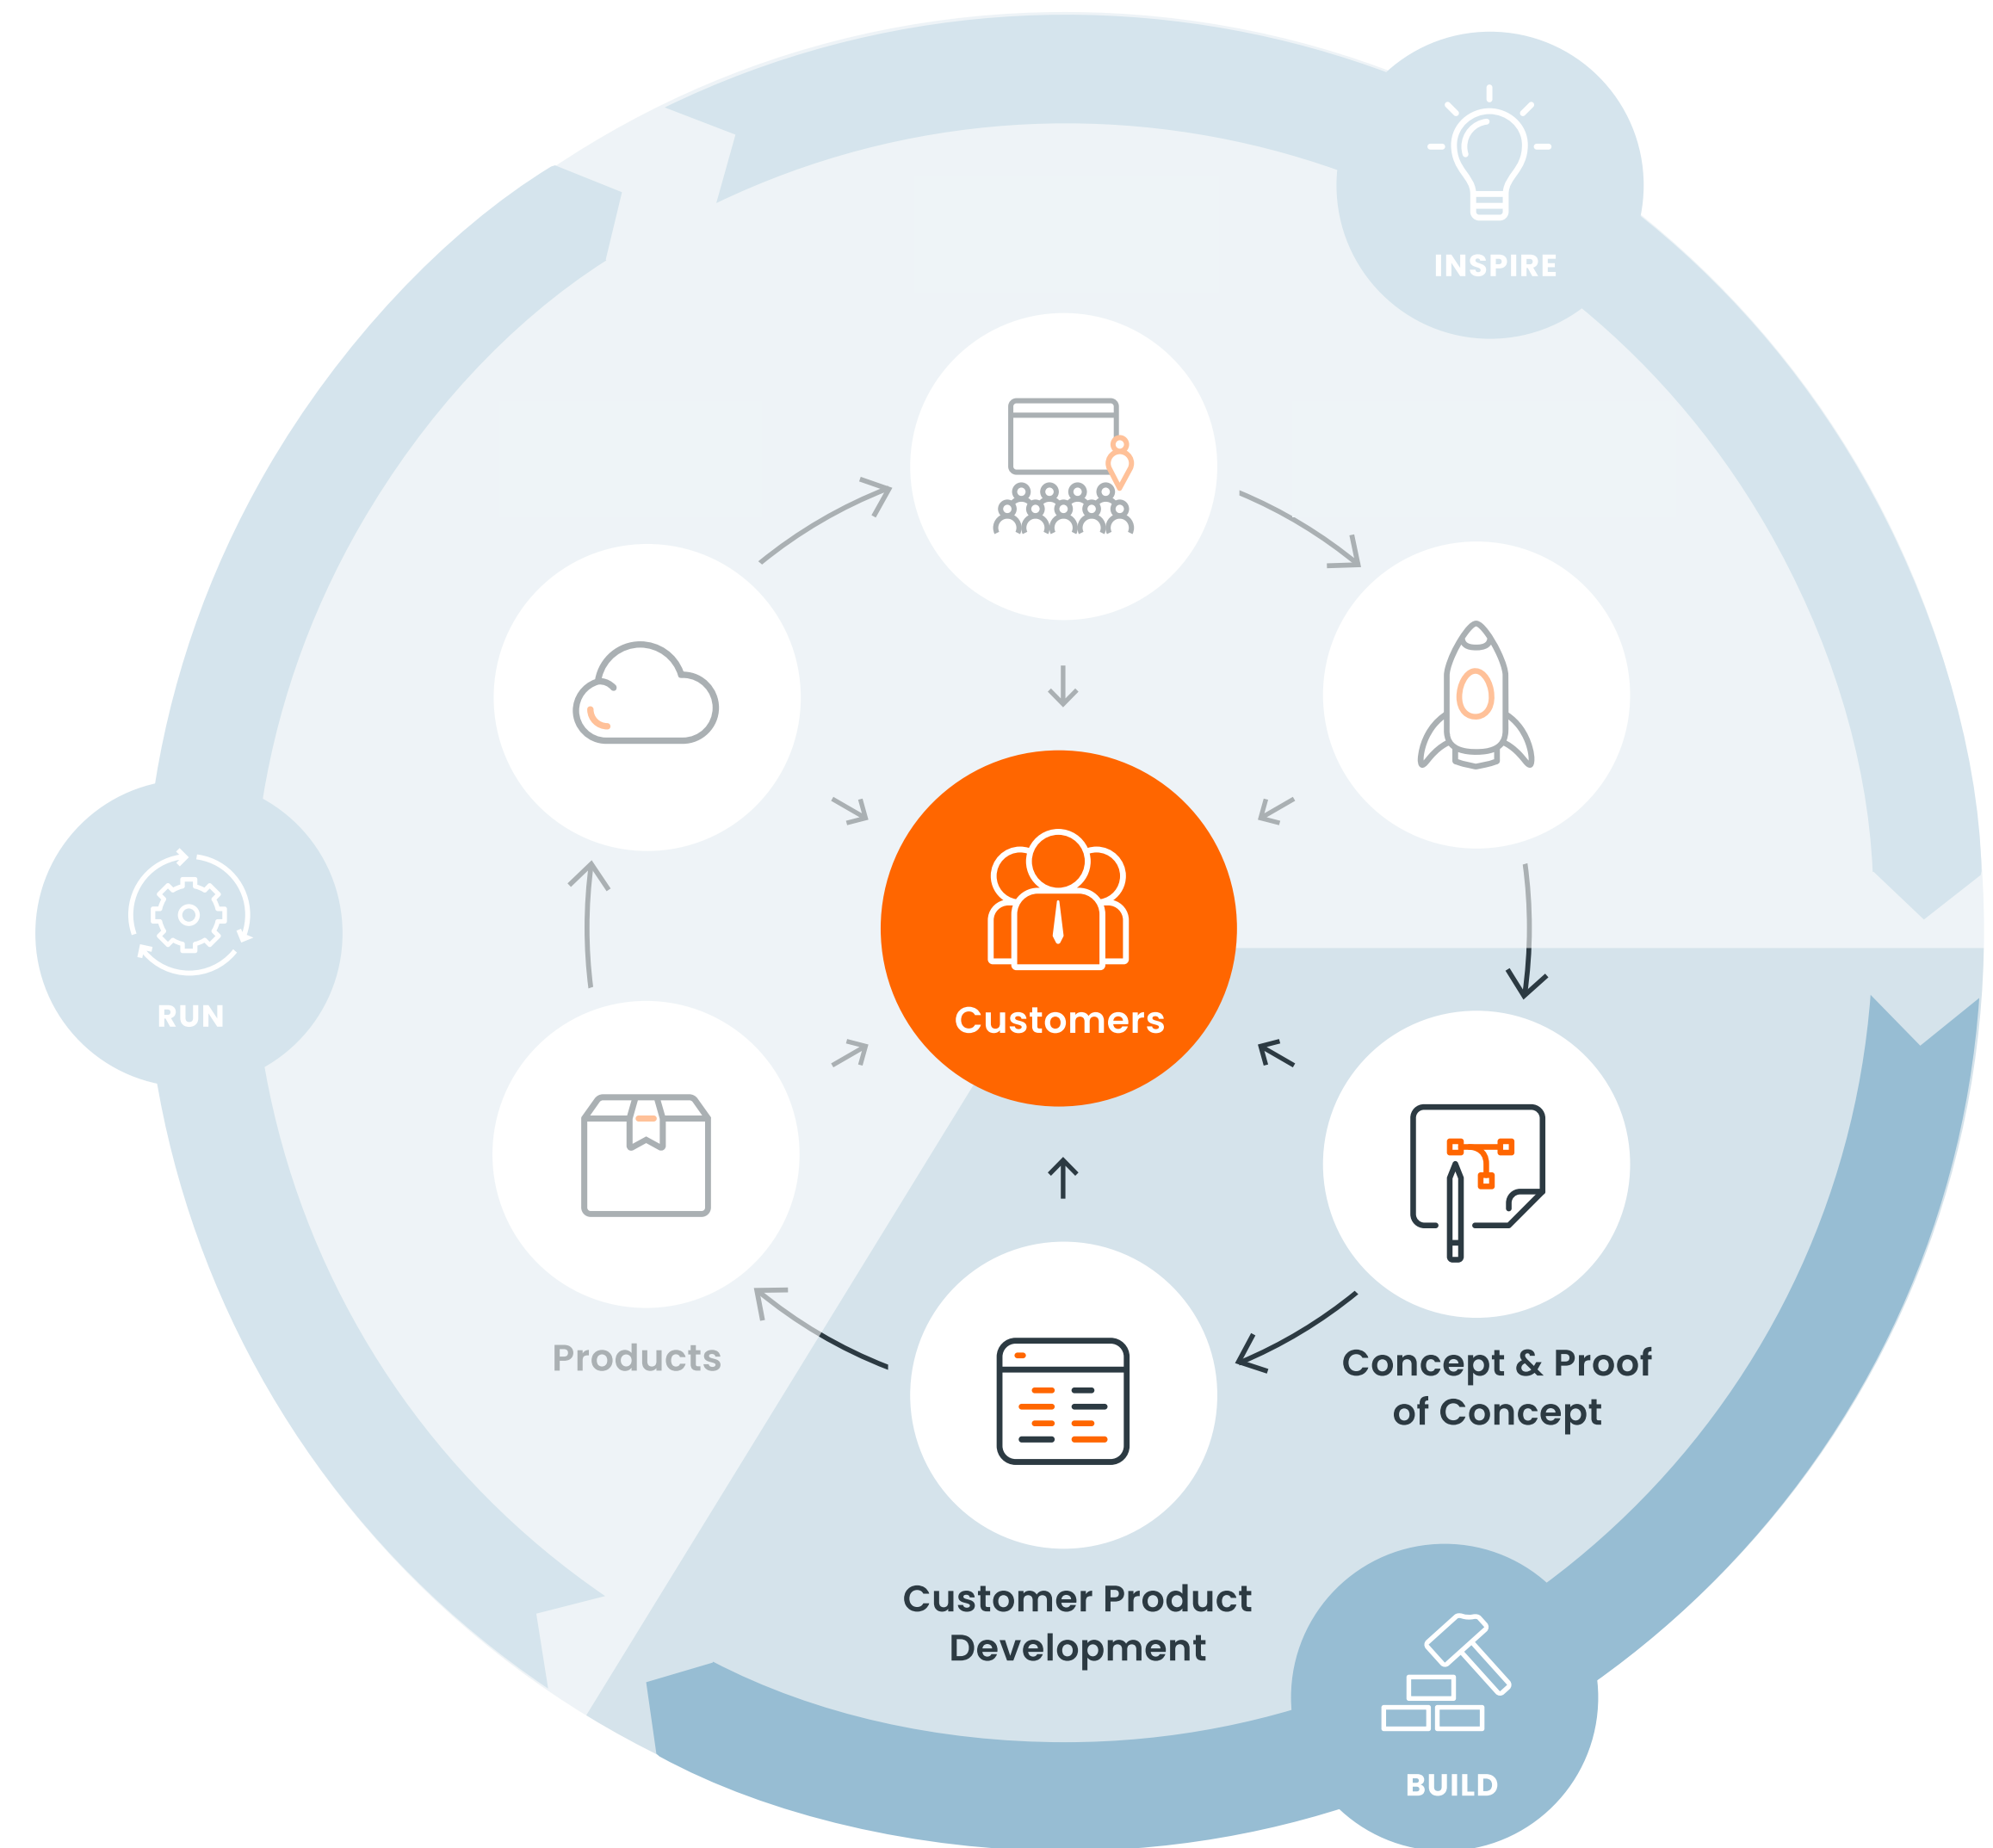 INSPIRE
RUN
Customers
Products
Concept & Proof
of Concept
Customer Product
Development
BUILD